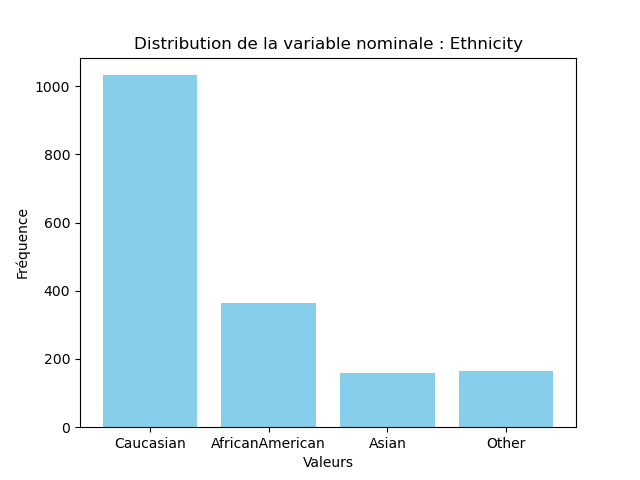 Distribution de la variable nominale : Ethnicity
1000
800
600
400
200
0
Fréquence
Caucasian AfricanAmerican Asian Other
Valeurs